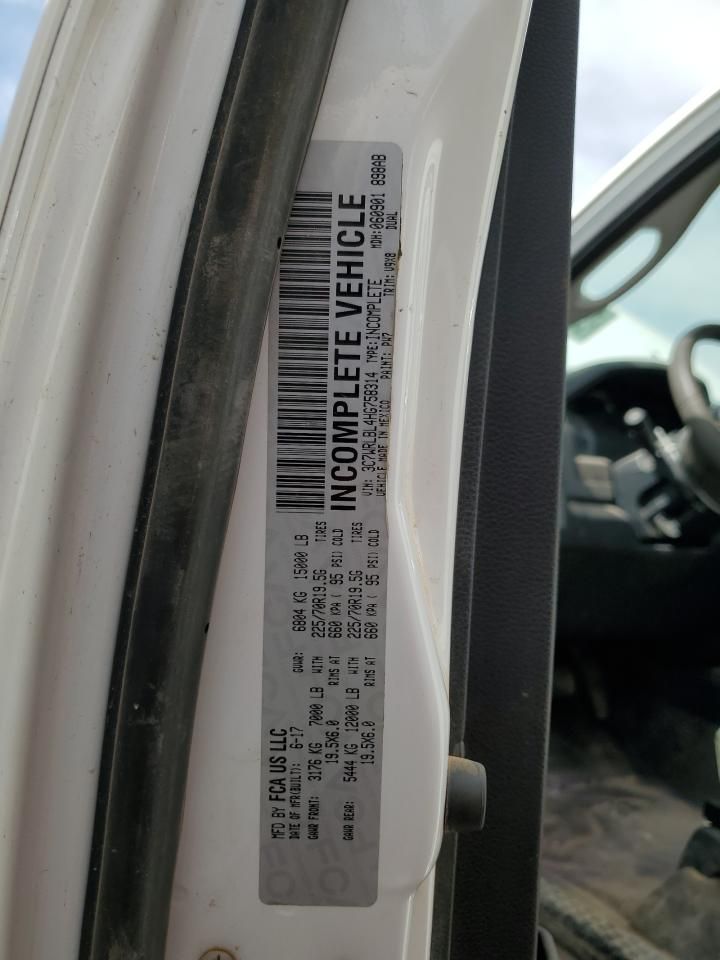 MFD BY FCA US LLC
DATE OF MFR(BUILT): 6-17 GVWR: 6804 KG 15000 LB
GAWR FRONT: 3176 KG 7000 LB WITH 225/70R19.5G TIRES
19.5X6.0 RIMS AT 660 KPA ( 95 PSI) COLD
GAWR REAR: 5444 KG 12000 LB WITH 225/70R19.5G TIRES
19.5X6.0 RIMS AT 660 KPA ( 95 PSI) COLD
INCOMPLETE VEHICLE
VIN: 3C7WRLBL4HG758314 TYPE:INCOMPLETE MDH:060901 898AB
VEHICLE MADE IN MEXICO PAINT: PW7 TRIM: V9X8 DUAL